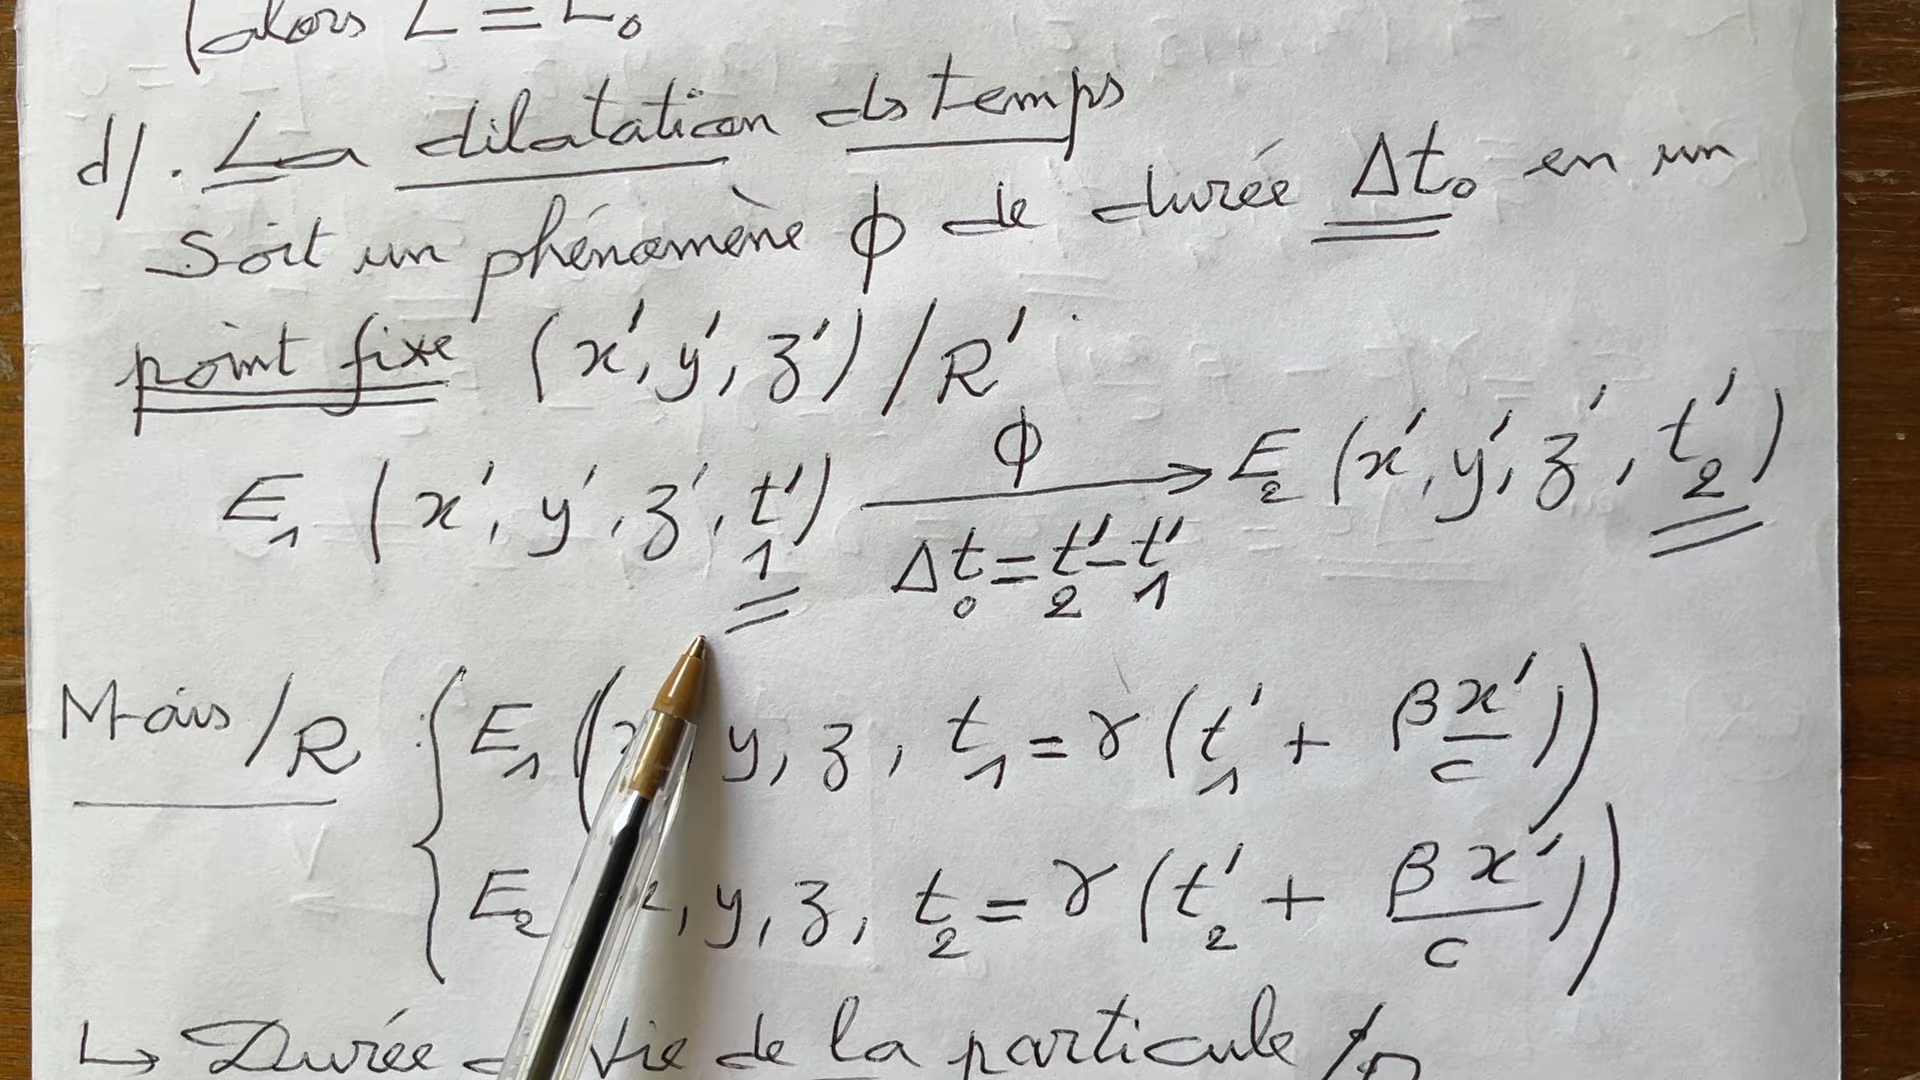 (alors L = L₀
d/. La dilatation ds temps
Soit un phénomène ϕ de durée Δt₀ en un
point fixe (x', y', z') / R'
E₁ (x', y', z', t'₁) —ϕ→ E₂ (x', y', z', t'₂)
Δt₀ = t'₂ - t'₁
Mais /R : { E₁ ( y, z, t₁ = γ (t'₁ + βx'/c))
E₂ , y, z, t₂ = γ (t'₂ + βx'/c))
↳ Durée vie de la particule /R